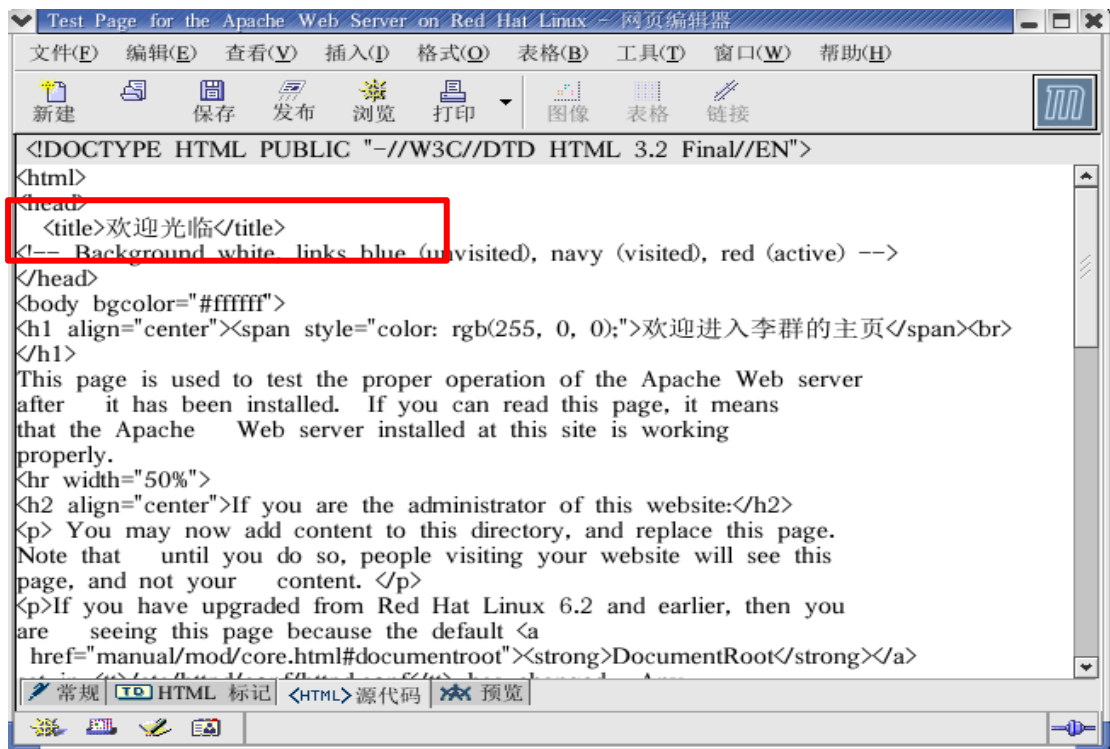 Test Page for the Apache Web Server on Red Hat Linux - 网页编辑器
文件(F) 编辑(E) 查看(V) 插入(I) 格式(O) 表格(B) 工具(T) 窗口(W) 帮助(H)
新建 保存 发布 浏览 打印 图像 表格 链接
<!DOCTYPE HTML PUBLIC "-//W3C//DTD HTML 3.2 Final//EN">
<html>
<head>
<title>欢迎光临</title>
<!-- Background white, links blue (unvisited), navy (visited), red (active) -->
</head>
<body bgcolor="#ffffff">
<h1 align="center"><span style="color: rgb(255, 0, 0);">欢迎进入李群的主页</span><br>
</h1>
This page is used to test the proper operation of the Apache Web server
after it has been installed. If you can read this page, it means
that the Apache Web server installed at this site is working
properly.
<hr width="50%">
<h2 align="center">If you are the administrator of this website:</h2>
<p> You may now add content to this directory, and replace this page.
Note that until you do so, people visiting your website will see this
page, and not your content. </p>
<p>If you have upgraded from Red Hat Linux 6.2 and earlier, then you
are seeing this page because the default <a
href="manual/mod/core.html#documentroot"><strong>DocumentRoot</strong></a>
常规 TD HTML 标记 <HTML>源代码 预览